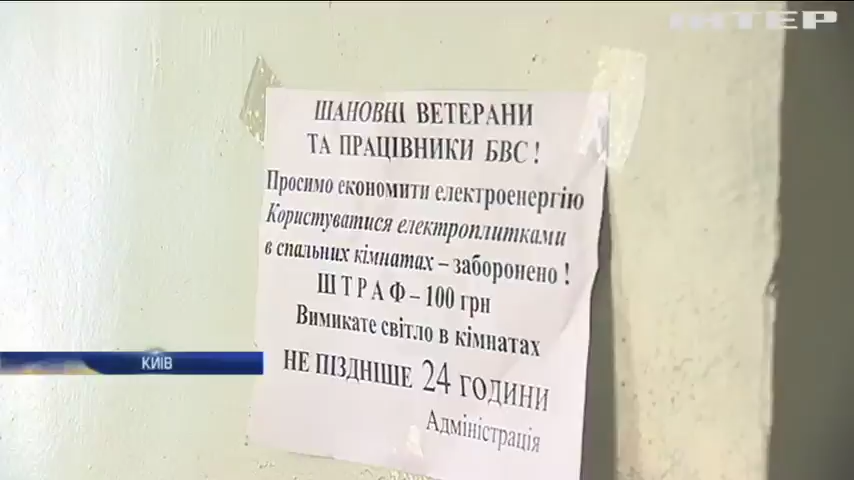 ІНТЕР
ШАНОВНІ ВЕТЕРАНИ
ТА ПРАЦІВНИКИ БВС !
Просимо економити електроенергію
Користуватися електроплитками
в спальних кімнатах – заборонено !
Ш Т Р А Ф – 100 грн
Вимикате світло в кімнатах
НЕ ПІЗДНІШЕ 24 ГОДИНИ
Адміністрація
КИЇВ